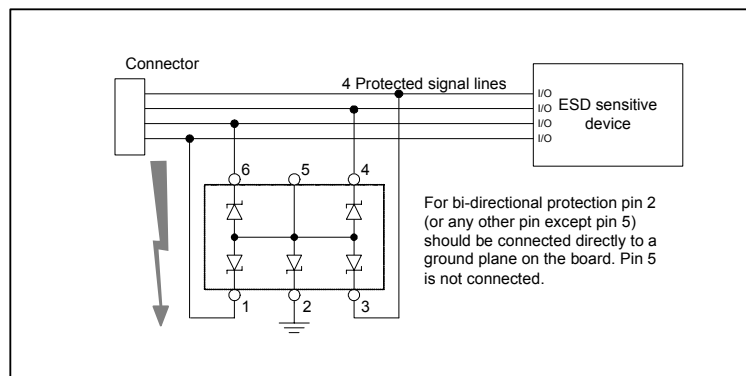 Connector
4 Protected signal lines
I/O
I/O
I/O
I/O
ESD sensitive
device
6 5 4
1 2 3
For bi-directional protection pin 2
(or any other pin except pin 5)
should be connected directly to a
ground plane on the board. Pin 5
is not connected.